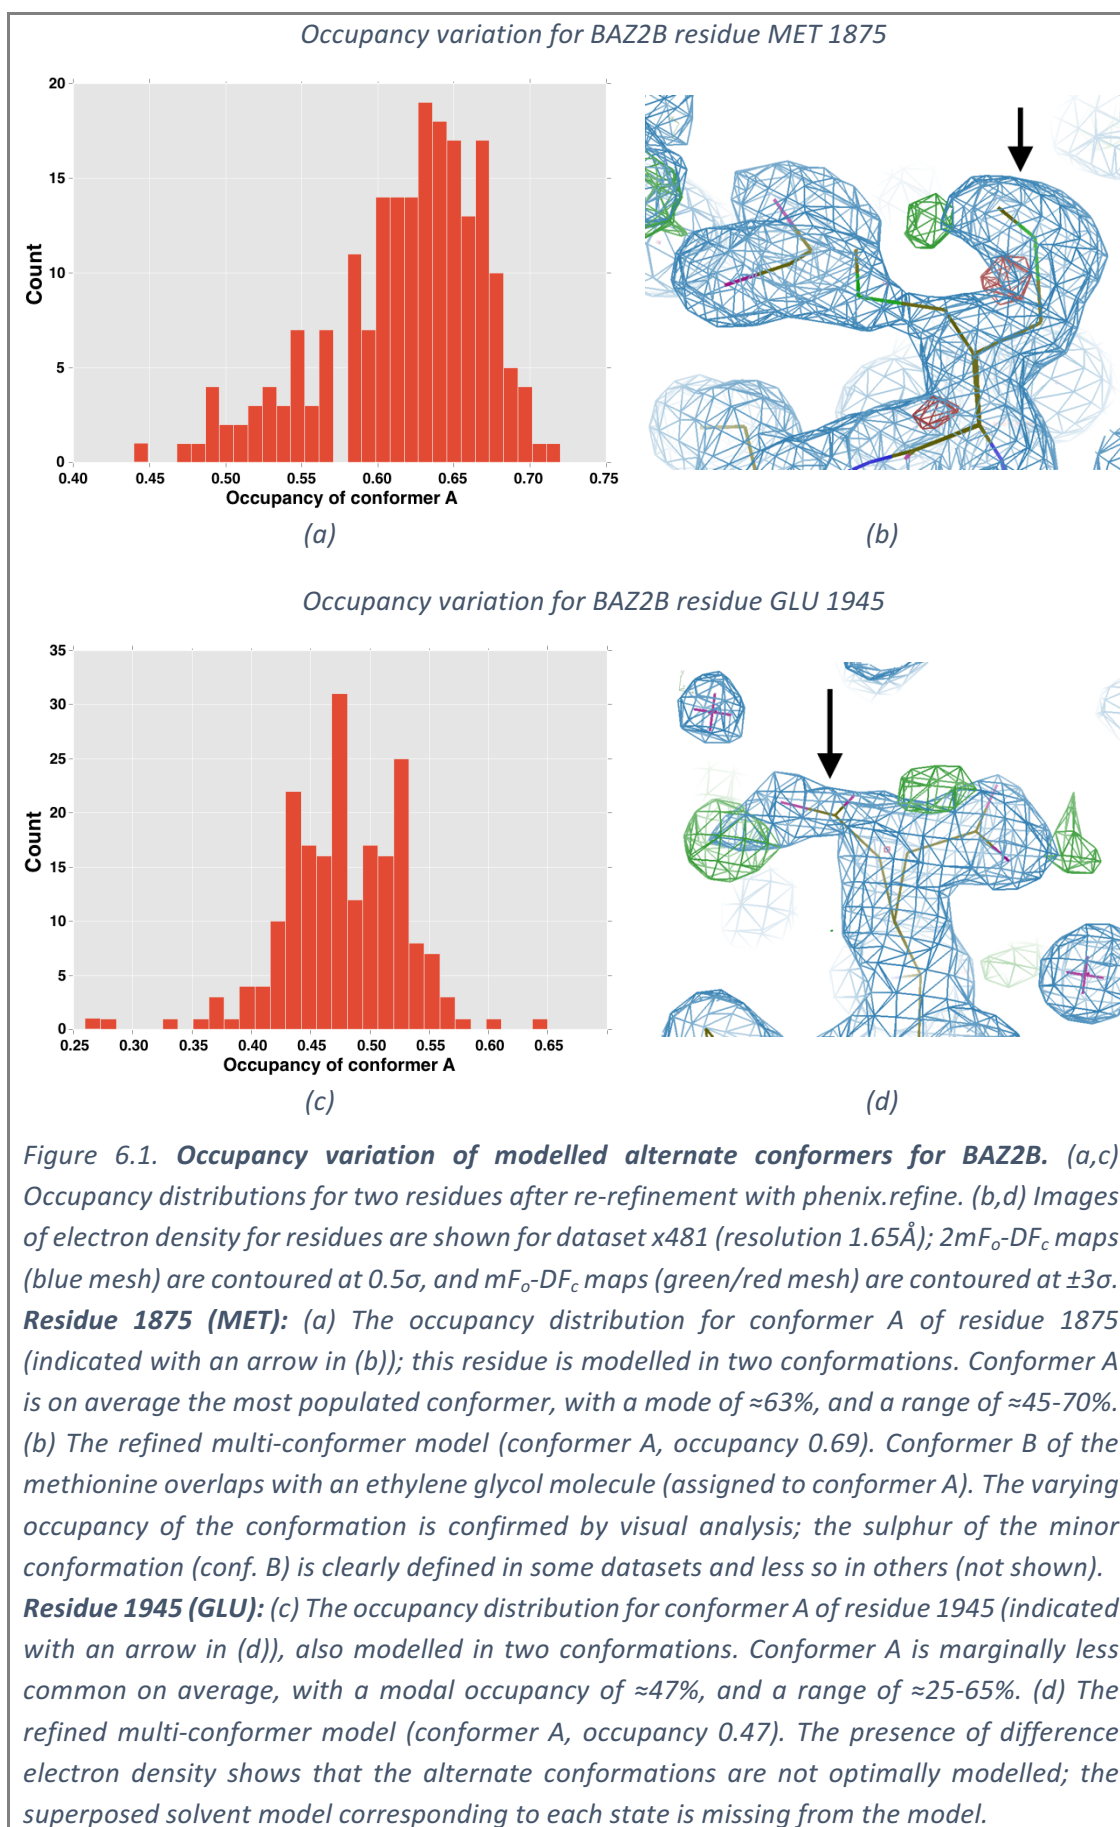 Occupancy variation for BAZ2B residue MET 1875
20
15
10
5
0
Count
0.40 0.45 0.50 0.55 0.60 0.65 0.70 0.75
Occupancy of conformer A
(a)
(b)
Occupancy variation for BAZ2B residue GLU 1945
35
30
25
20
15
10
5
0
Count
0.25 0.30 0.35 0.40 0.45 0.50 0.55 0.60 0.65
Occupancy of conformer A
(c)
(d)
Figure 6.1. Occupancy variation of modelled alternate conformers for BAZ2B. (a,c)
Occupancy distributions for two residues after re-refinement with phenix.refine. (b,d) Images
of electron density for residues are shown for dataset x481 (resolution 1.65Å); 2mFo-DFc maps
(blue mesh) are contoured at 0.5σ, and mFo-DFc maps (green/red mesh) are contoured at ±3σ.
Residue 1875 (MET): (a) The occupancy distribution for conformer A of residue 1875
(indicated with an arrow in (b)); this residue is modelled in two conformations. Conformer A
is on average the most populated conformer, with a mode of ≈63%, and a range of ≈45-70%.
(b) The refined multi-conformer model (conformer A, occupancy 0.69). Conformer B of the
methionine overlaps with an ethylene glycol molecule (assigned to conformer A). The varying
occupancy of the conformation is confirmed by visual analysis; the sulphur of the minor
conformation (conf. B) is clearly defined in some datasets and less so in others (not shown).
Residue 1945 (GLU): (c) The occupancy distribution for conformer A of residue 1945 (indicated
with an arrow in (d)), also modelled in two conformations. Conformer A is marginally less
common on average, with a modal occupancy of ≈47%, and a range of ≈25-65%. (d) The
refined multi-conformer model (conformer A, occupancy 0.47). The presence of difference
electron density shows that the alternate conformations are not optimally modelled; the
superposed solvent model corresponding to each state is missing from the model.